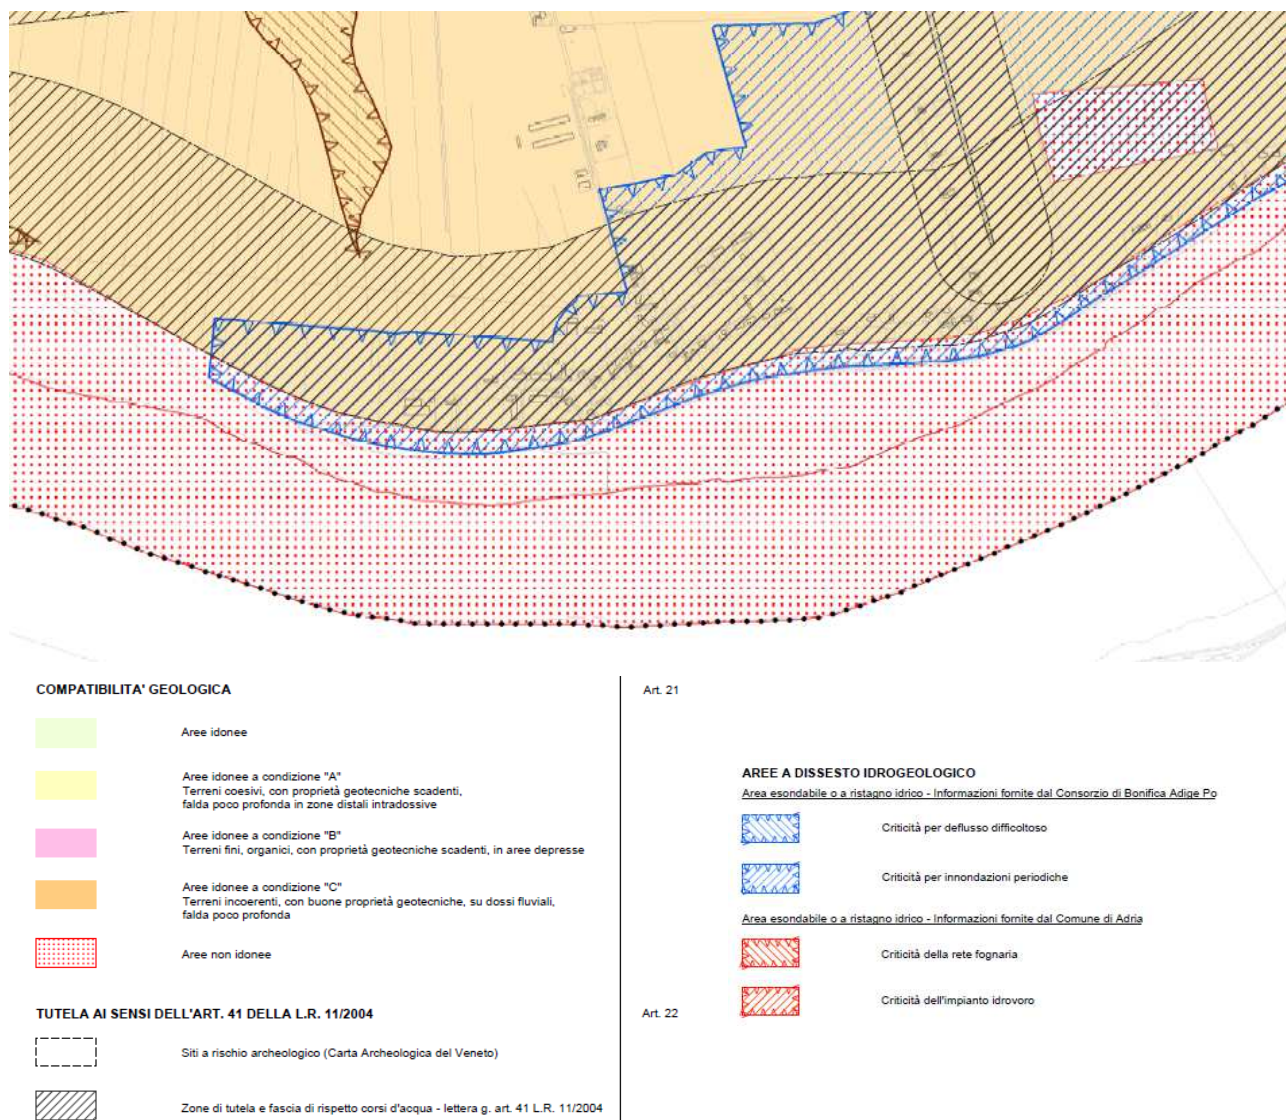 COMPATIBILITA' GEOLOGICA
Aree idonee
Aree idonee a condizione "A"
Terreni coesivi, con proprietà geotecniche scadenti,
falda poco profonda in zone distali intradossive
Aree idonee a condizione "B"
Terreni fini, organici, con proprietà geotecniche scadenti, in aree depresse
Aree idonee a condizione "C"
Terreni incoerenti, con buone proprietà geotecniche, su dossi fluviali,
falda poco profonda
Aree non idonee
TUTELA AI SENSI DELL'ART. 41 DELLA L.R. 11/2004
Siti a rischio archeologico (Carta Archeologica del Veneto)
Zone di tutela e fascia di rispetto corsi d'acqua - lettera g. art. 41 L.R. 11/2004
Art. 21
Art. 22
AREE A DISSESTO IDROGEOLOGICO
Area esondabile o a ristagno idrico - Informazioni fornite dal Consorzio di Bonifica Adige Po
Criticità per deflusso difficoltoso
Criticità per innondazioni periodiche
Area esondabile o a ristagno idrico - Informazioni fornite dal Comune di Adria
Criticità della rete fognaria
Criticità dell'impianto idrovoro